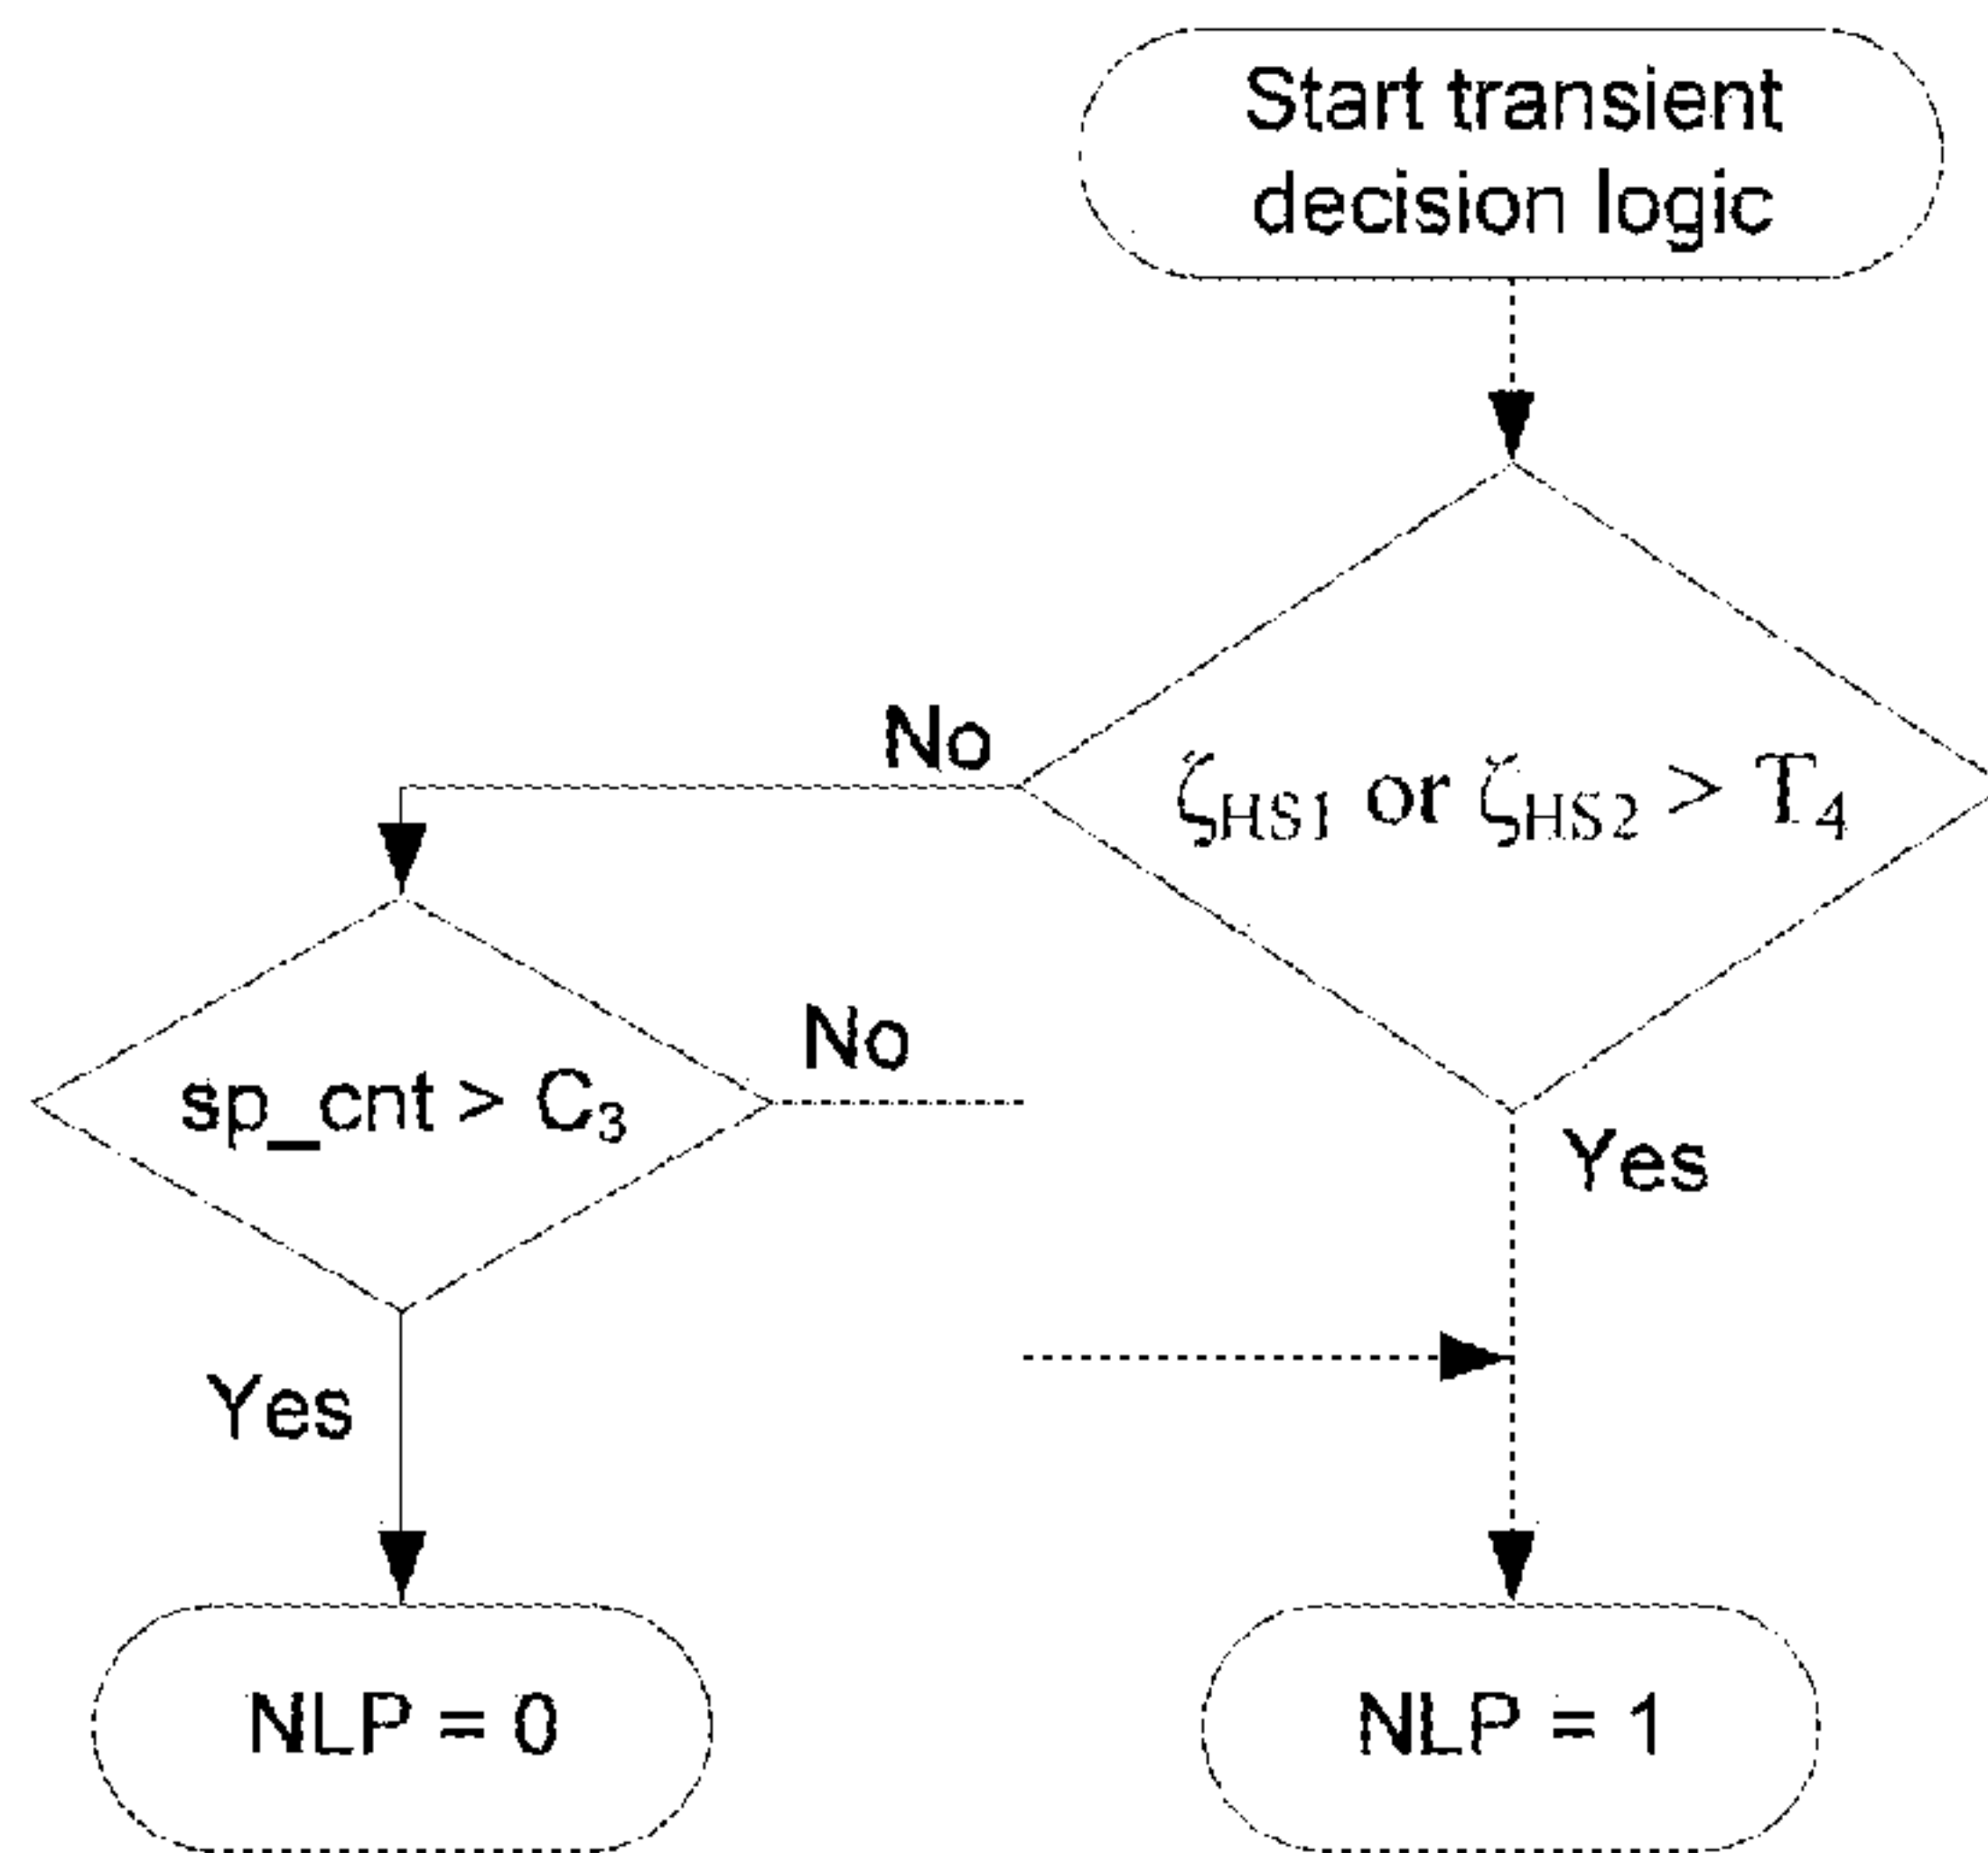 Start transient
decision logic
No
ζHS1 or ζHS2 > T4
No
sp_cnt > C3
Yes
Yes
NLP = 0
NLP = 1